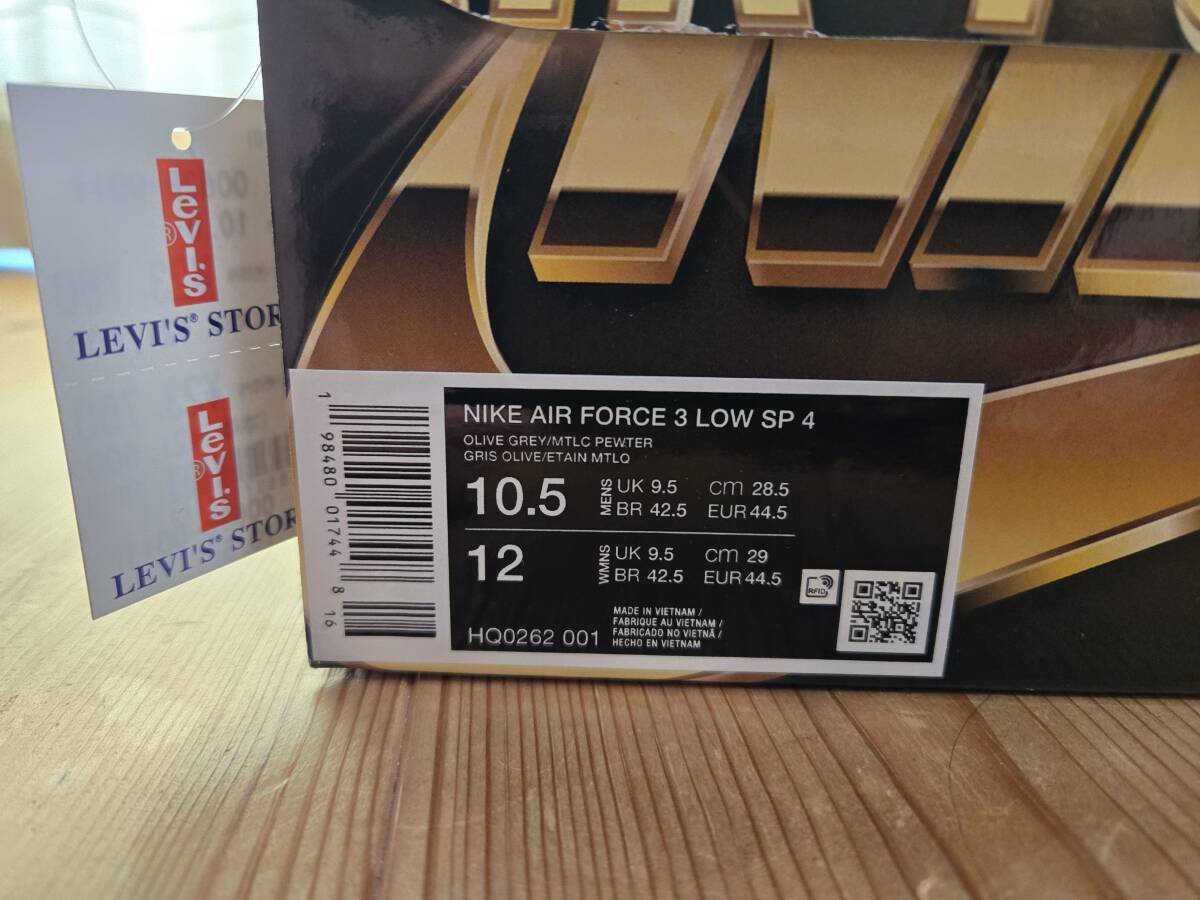 LEVI'S
®
LEVI'S® STOR
LEVI'S
®
LEVI'S® STOR
1 98480 01744 8 16
NIKE AIR FORCE 3 LOW SP 4
OLIVE GREY/MTLC PEWTER
GRIS OLIVE/ETAIN MTLQ
10.5 MENS UK 9.5 cm 28.5
BR 42.5 EUR 44.5
12 WMNS UK 9.5 cm 29
BR 42.5 EUR 44.5
RFID
MADE IN VIETNAM /
FABRIQUE AU VIETNAM /
FABRICADO NO VIETNÃ /
HECHO EN VIETNAM
HQ0262 001